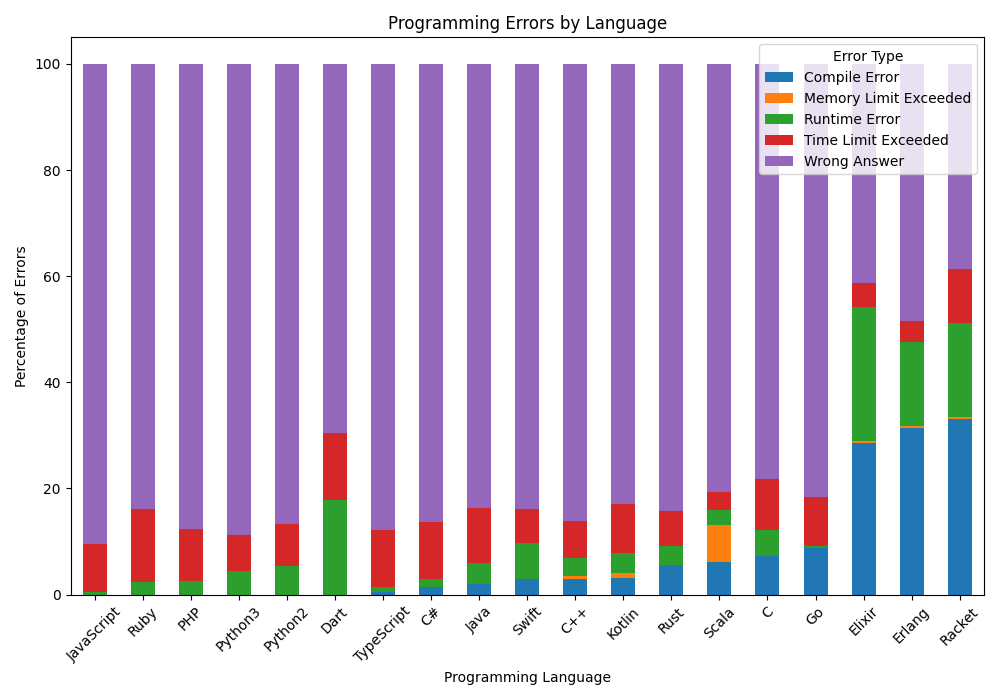 Programming Errors by Language
Error Type
Compile Error
Memory Limit Exceeded
Runtime Error
Time Limit Exceeded
Wrong Answer
Percentage of Errors
100
80
60
40
20
0
JavaScript
Ruby
PHP
Python3
Python2
Dart
TypeScript
C#
Java
Swift
C++
Kotlin
Rust
Scala
C
Go
Elixir
Erlang
Racket
Programming Language